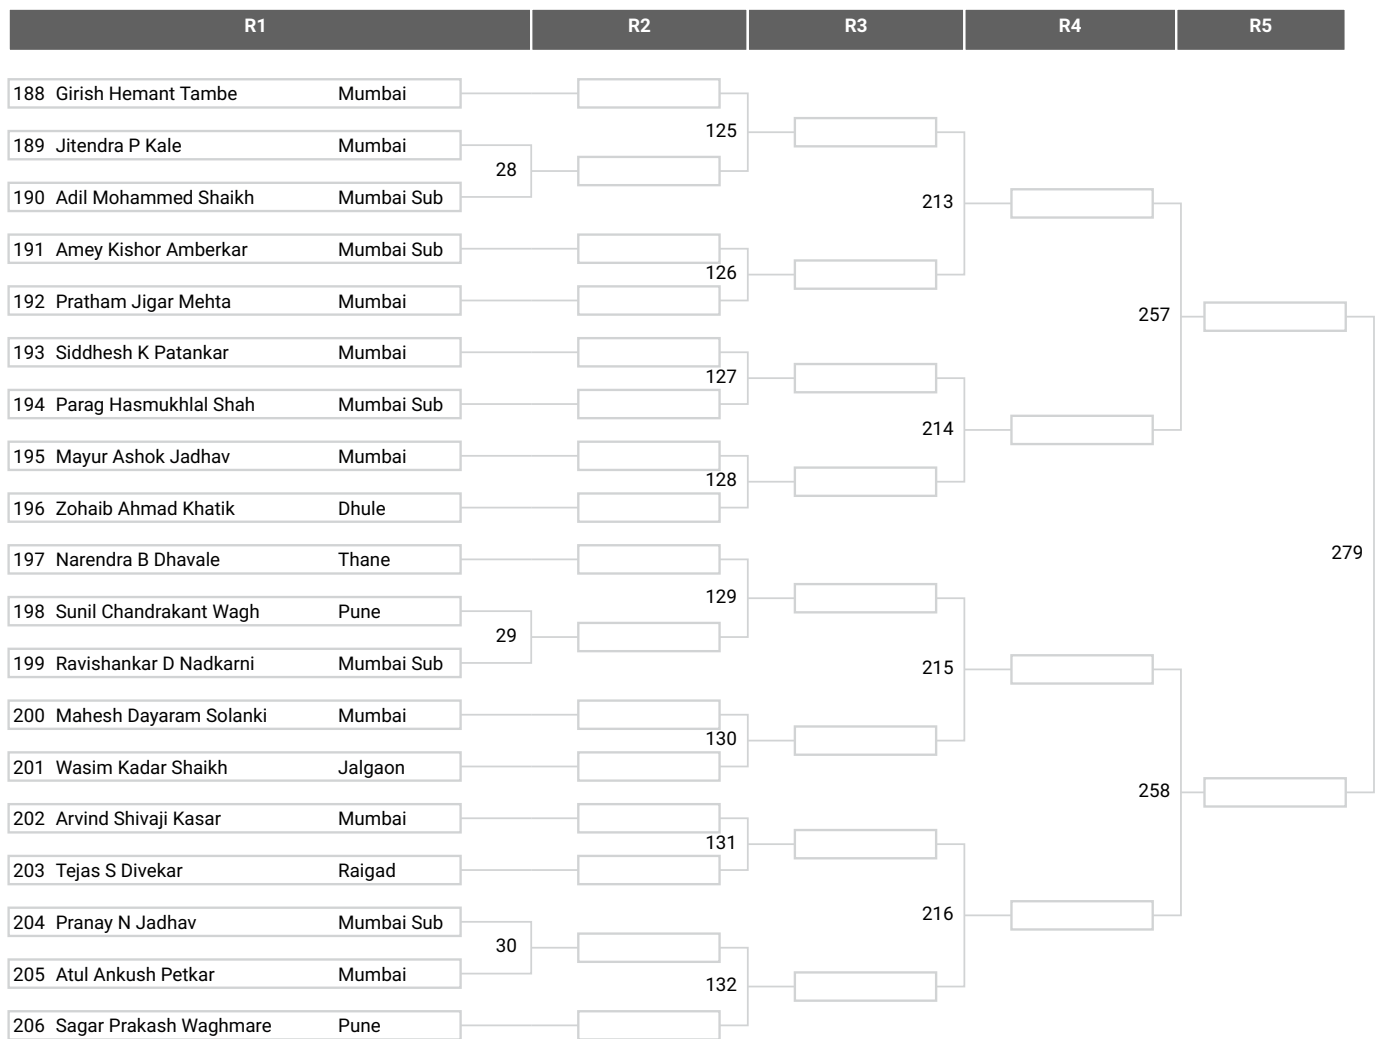 R1 R2 R3 R4 R5
188 Girish Hemant Tambe Mumbai
125
189 Jitendra P Kale Mumbai
28
190 Adil Mohammed Shaikh Mumbai Sub
213
191 Amey Kishor Amberkar Mumbai Sub
126
192 Pratham Jigar Mehta Mumbai
257
193 Siddhesh K Patankar Mumbai
127
194 Parag Hasmukhlal Shah Mumbai Sub
214
195 Mayur Ashok Jadhav Mumbai
128
196 Zohaib Ahmad Khatik Dhule
279
197 Narendra B Dhavale Thane
129
198 Sunil Chandrakant Wagh Pune
29
199 Ravishankar D Nadkarni Mumbai Sub
215
200 Mahesh Dayaram Solanki Mumbai
130
201 Wasim Kadar Shaikh Jalgaon
258
202 Arvind Shivaji Kasar Mumbai
131
203 Tejas S Divekar Raigad
216
204 Pranay N Jadhav Mumbai Sub
30
205 Atul Ankush Petkar Mumbai
132
206 Sagar Prakash Waghmare Pune